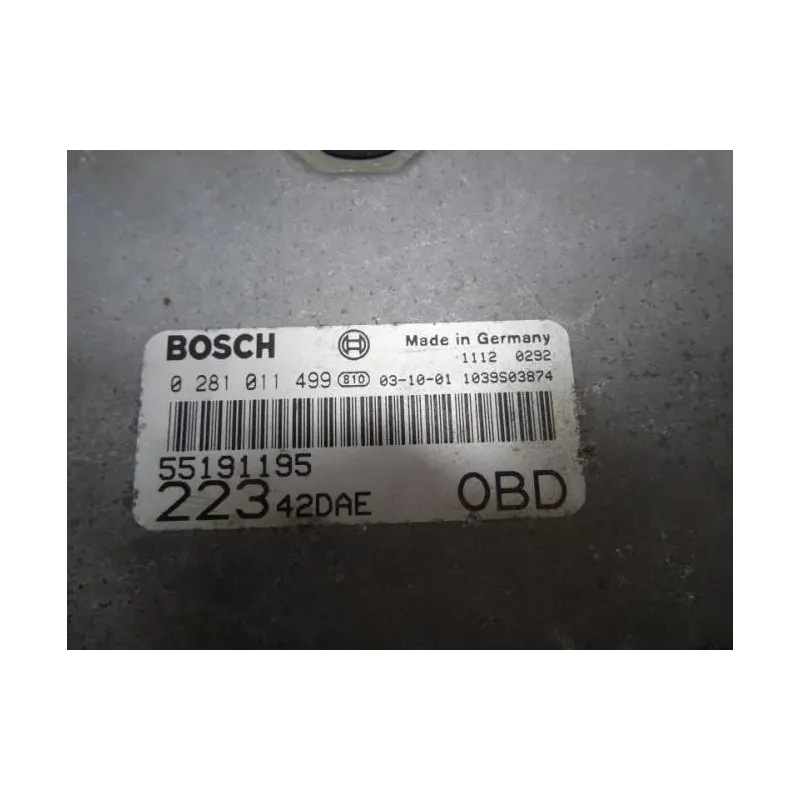 BOSCH Made in Germany
1112 0292
0 281 011 499 810 03-10-01 1039S03874
55191195
223 42DAE OBD